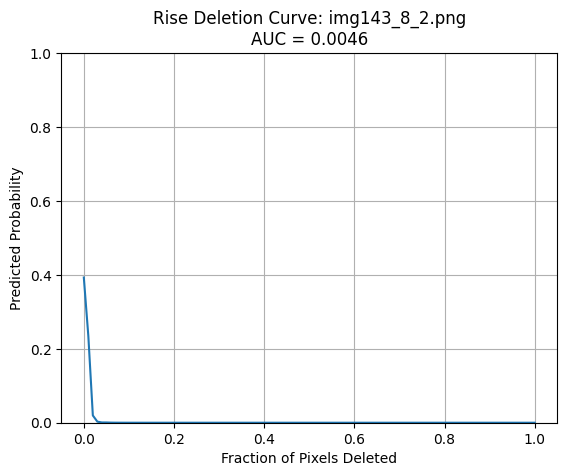 Rise Deletion Curve: img143_8_2.png
AUC = 0.0046
1.0
0.8
0.6
0.4
0.2
0.0
Predicted Probability
0.0 0.2 0.4 0.6 0.8 1.0
Fraction of Pixels Deleted